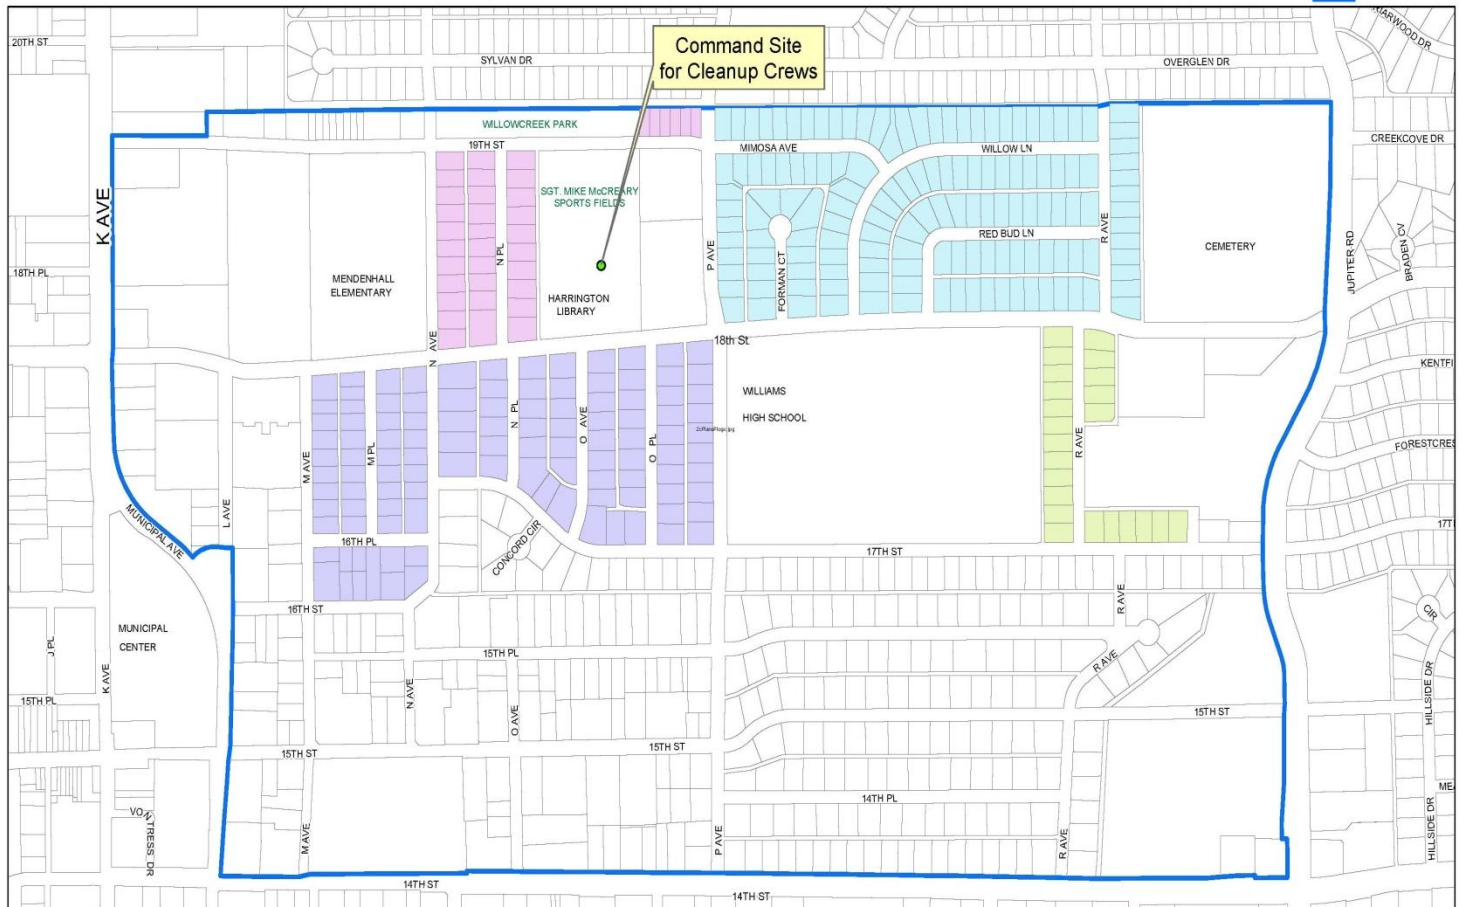 BRIARWOOD DR
20TH ST
Command Site
for Cleanup Crews
SYLVAN DR
OVERGLEN DR
WILLOWCREEK PARK
19TH ST
MIMOSA AVE
WILLOW LN
CREEKCOVE DR
K AVE
SGT. MIKE McCREARY
SPORTS FIELDS
N PL
P AVE
FORMAN CT
RED BUD LN
R AVE
CEMETERY
JUPITER RD
BRADEN CV
18TH PL
MENDENHALL
ELEMENTARY
HARRINGTON
LIBRARY
N AVE
18th St.
KENTFI
WILLIAMS
HIGH SCHOOL
N PL
O AVE
O PL
M PL
M AVE
R AVE
FORESTCRES
L AVE
MUNICIPAL AVE
16TH PL
CONCORD CIR
17TH ST
17TH
16TH ST
R AVE
CIR
MUNICIPAL
CENTER
J PL
K AVE
15TH PL
15TH PL
N AVE
O AVE
R AVE
15TH ST
HILLSIDE DR
15TH ST
15TH ST
14TH PL
ME
VONTRESS DR
M AVE
P AVE
R AVE
HILLSIDE DR
14TH ST
14TH ST